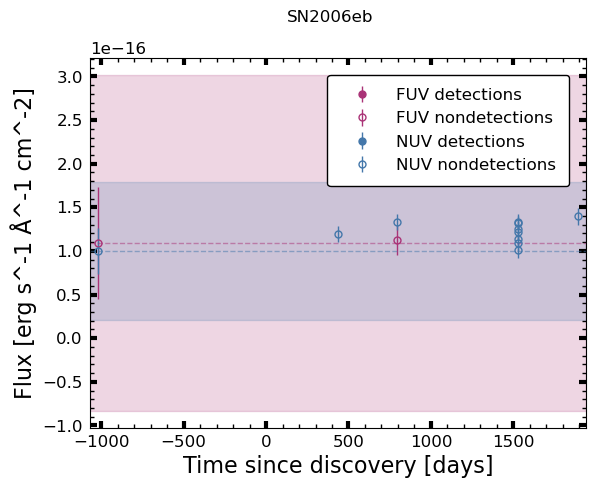 SN2006eb
1e−16
3.0
2.5
2.0
1.5
1.0
0.5
0.0
−0.5
−1.0
Flux [erg s^-1 Å^-1 cm^-2]
FUV detections
FUV nondetections
NUV detections
NUV nondetections
−1000 −500 0 500 1000 1500
Time since discovery [days]